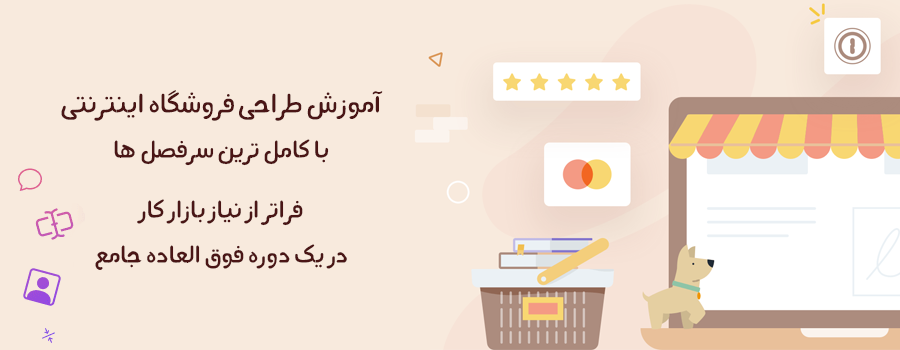 آموزش طراحی فروشگاه اینترنتی
با کامل ترین سرفصل ها
فراتر از نیاز بازار کار
در یک دوره فوق العاده جامع